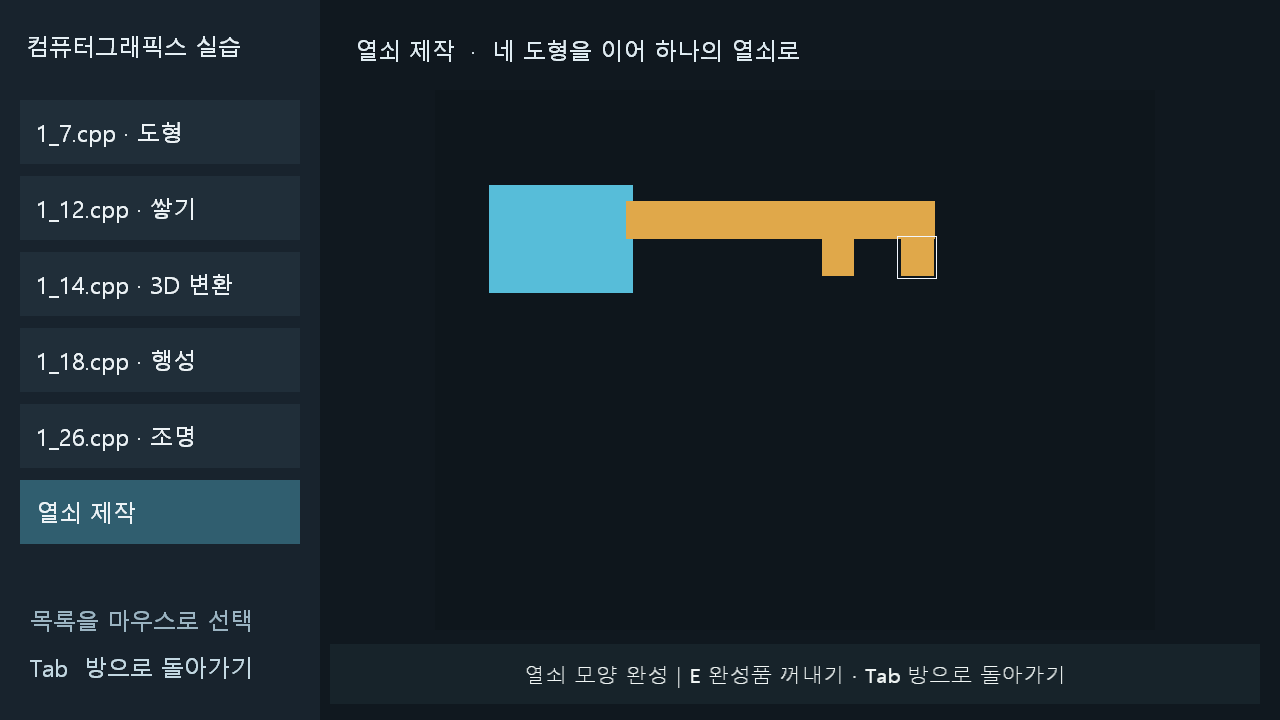 컴퓨터그래픽스 실습
1_7.cpp · 도형
1_12.cpp · 쌓기
1_14.cpp · 3D 변환
1_18.cpp · 행성
1_26.cpp · 조명
열쇠 제작
목록을 마우스로 선택
Tab 방으로 돌아가기
열쇠 제작 · 네 도형을 이어 하나의 열쇠로
열쇠 모양 완성 | E 완성품 꺼내기 · Tab 방으로 돌아가기